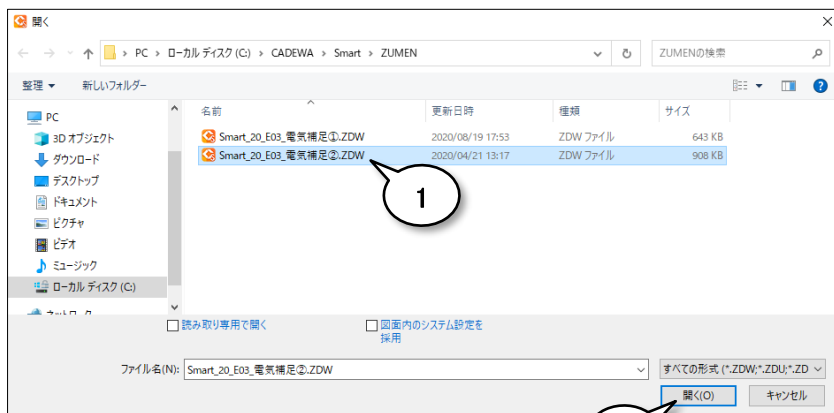 開く
PC > ローカル ディスク (C:) > CADEWA > Smart > ZUMEN
ZUMENの検索
整理
新しいフォルダー
名前 更新日時 種類 サイズ
Smart_20_E03_電気補足①.ZDW 2020/08/19 17:53 ZDW ファイル 643 KB
Smart_20_E03_電気補足②.ZDW 2020/04/21 13:17 ZDW ファイル 908 KB
1
PC
3D オブジェクト
ダウンロード
デスクトップ
ドキュメント
ピクチャ
ビデオ
ミュージック
ローカル ディスク (C:)
読み取り専用で開く
図面内のシステム設定を
採用
ファイル名(N): Smart_20_E03_電気補足②.ZDW
すべての形式 (*.ZDW;*.ZDU;*.ZD
開く(O) キャンセル